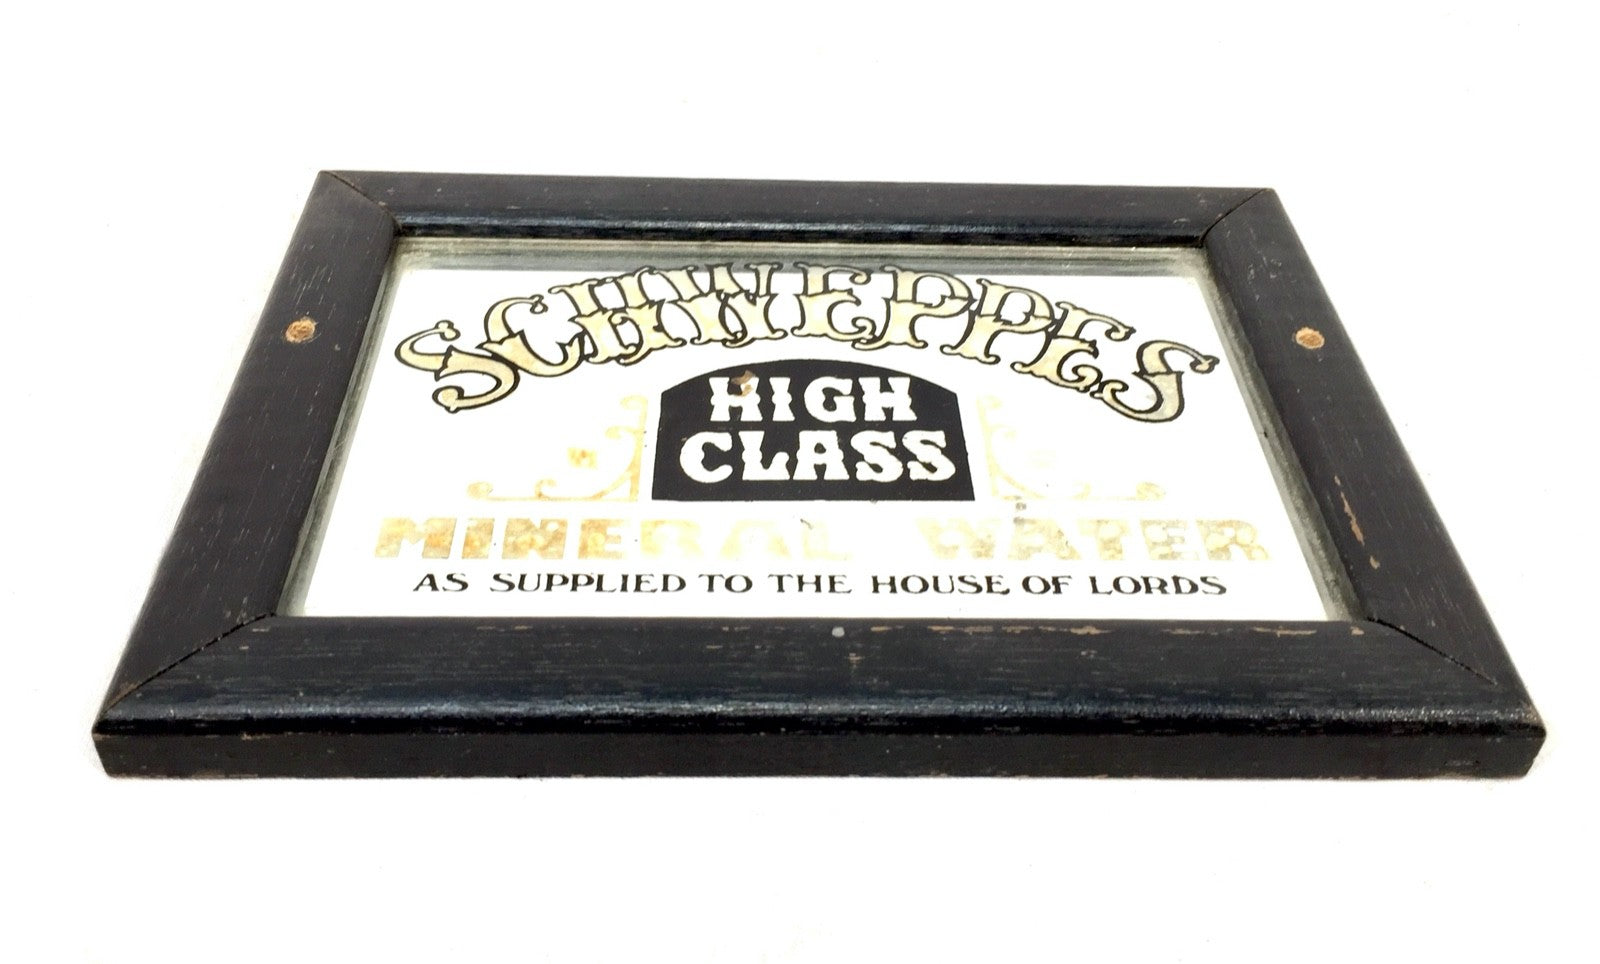 SCHWEPPES
HIGH
CLASS
MINERAL WATER
AS SUPPLIED TO THE HOUSE OF LORDS